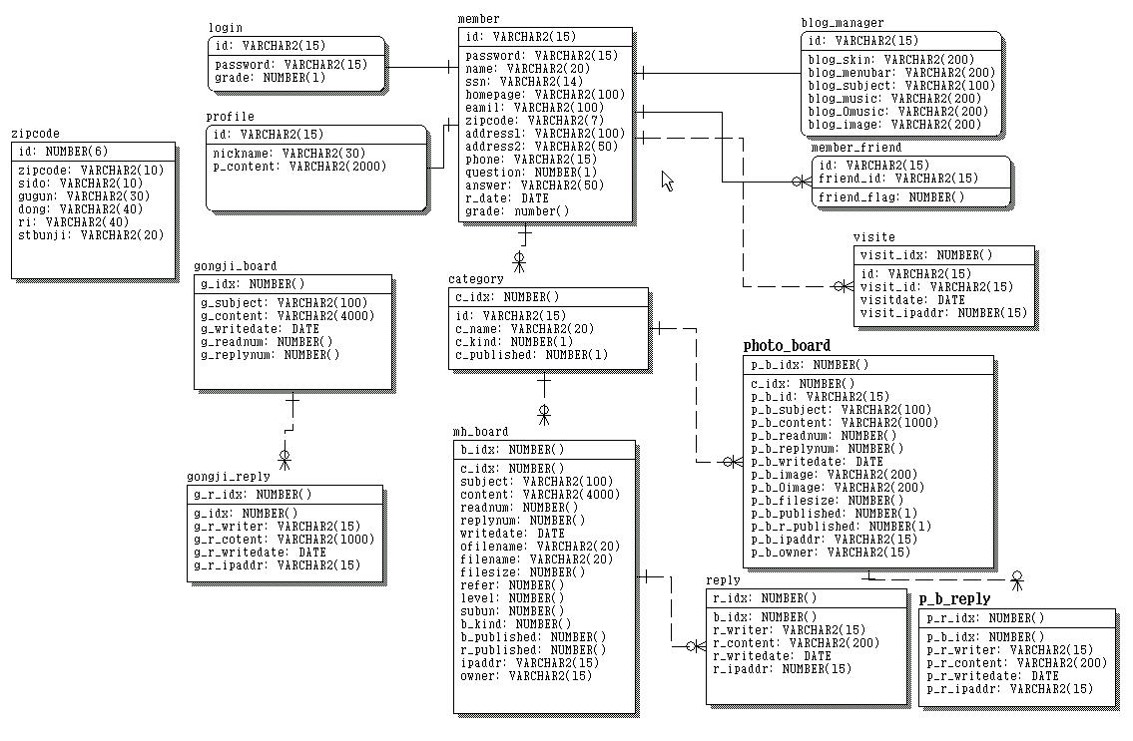 login
id: VARCHAR2(15)
password: VARCHAR2(15)
grade: NUMBER(1)
member
id: VARCHAR2(15)
password: VARCHAR2(15)
name: VARCHAR2(20)
ssn: VARCHAR2(14)
homepage: VARCHAR2(100)
eamil: VARCHAR2(100)
zipcode: VARCHAR2(7)
address1: VARCHAR2(100)
address2: VARCHAR2(50)
phone: VARCHAR2(15)
question: NUMBER(1)
answer: VARCHAR2(50)
r_date: DATE
grade: number()
blog_manager
id: VARCHAR2(15)
blog_skin: VARCHAR2(200)
blog_menubar: VARCHAR2(200)
blog_subject: VARCHAR2(100)
blog_music: VARCHAR2(200)
blog_Omusic: VARCHAR2(200)
blog_image: VARCHAR2(200)
profile
id: VARCHAR2(15)
nickname: VARCHAR2(30)
p_content: VARCHAR2(2000)
zipcode
id: NUMBER(6)
zipcode: VARCHAR2(10)
sido: VARCHAR2(10)
gugun: VARCHAR2(30)
dong: VARCHAR2(40)
ri: VARCHAR2(40)
stbunji: VARCHAR2(20)
member_friend
id: VARCHAR2(15)
friend_id: VARCHAR2(15)
friend_flag: NUMBER()
visite
visit_idx: NUMBER()
id: VARCHAR2(15)
visit_id: VARCHAR2(15)
visitdate: DATE
visit_ipaddr: NUMBER(15)
gongji_board
g_idx: NUMBER()
g_subject: VARCHAR2(100)
g_content: VARCHAR2(4000)
g_writedate: DATE
g_readnum: NUMBER()
g_replynum: NUMBER()
category
c_idx: NUMBER()
id: VARCHAR2(15)
c_name: VARCHAR2(20)
c_kind: NUMBER(1)
c_published: NUMBER(1)
photo_board
p_b_idx: NUMBER()
c_idx: NUMBER()
p_b_id: VARCHAR2(15)
p_b_subject: VARCHAR2(100)
p_b_content: VARCHAR2(1000)
p_b_readnum: NUMBER()
p_b_replynum: NUMBER()
p_b_writedate: DATE
p_b_image: VARCHAR2(200)
p_b_Oimage: VARCHAR2(200)
p_b_filesize: NUMBER()
p_b_published: NUMBER(1)
p_b_r_published: NUMBER(1)
p_b_ipaddr: VARCHAR2(15)
p_b_owner: VARCHAR2(15)
mh_board
b_idx: NUMBER()
c_idx: NUMBER()
subject: VARCHAR2(100)
content: VARCHAR2(4000)
readnum: NUMBER()
replynum: NUMBER()
writedate: DATE
ofilename: VARCHAR2(20)
filename: VARCHAR2(20)
filesize: NUMBER()
refer: NUMBER()
level: NUMBER()
subun: NUMBER()
b_kind: NUMBER()
b_published: NUMBER()
r_published: NUMBER()
ipaddr: VARCHAR2(15)
owner: VARCHAR2(15)
gongji_reply
g_r_idx: NUMBER()
g_idx: NUMBER()
g_r_writer: VARCHAR2(15)
g_r_cotent: VARCHAR2(1000)
g_r_writedate: DATE
g_r_ipaddr: VARCHAR2(15)
reply
r_idx: NUMBER()
b_idx: NUMBER()
r_writer: VARCHAR2(15)
r_content: VARCHAR2(200)
r_writedate: DATE
r_ipaddr: NUMBER(15)
p_b_reply
p_r_idx: NUMBER()
p_b_idx: NUMBER()
p_r_writer: VARCHAR2(15)
p_r_content: VARCHAR2(200)
p_r_writedate: DATE
p_r_ipaddr: VARCHAR2(15)